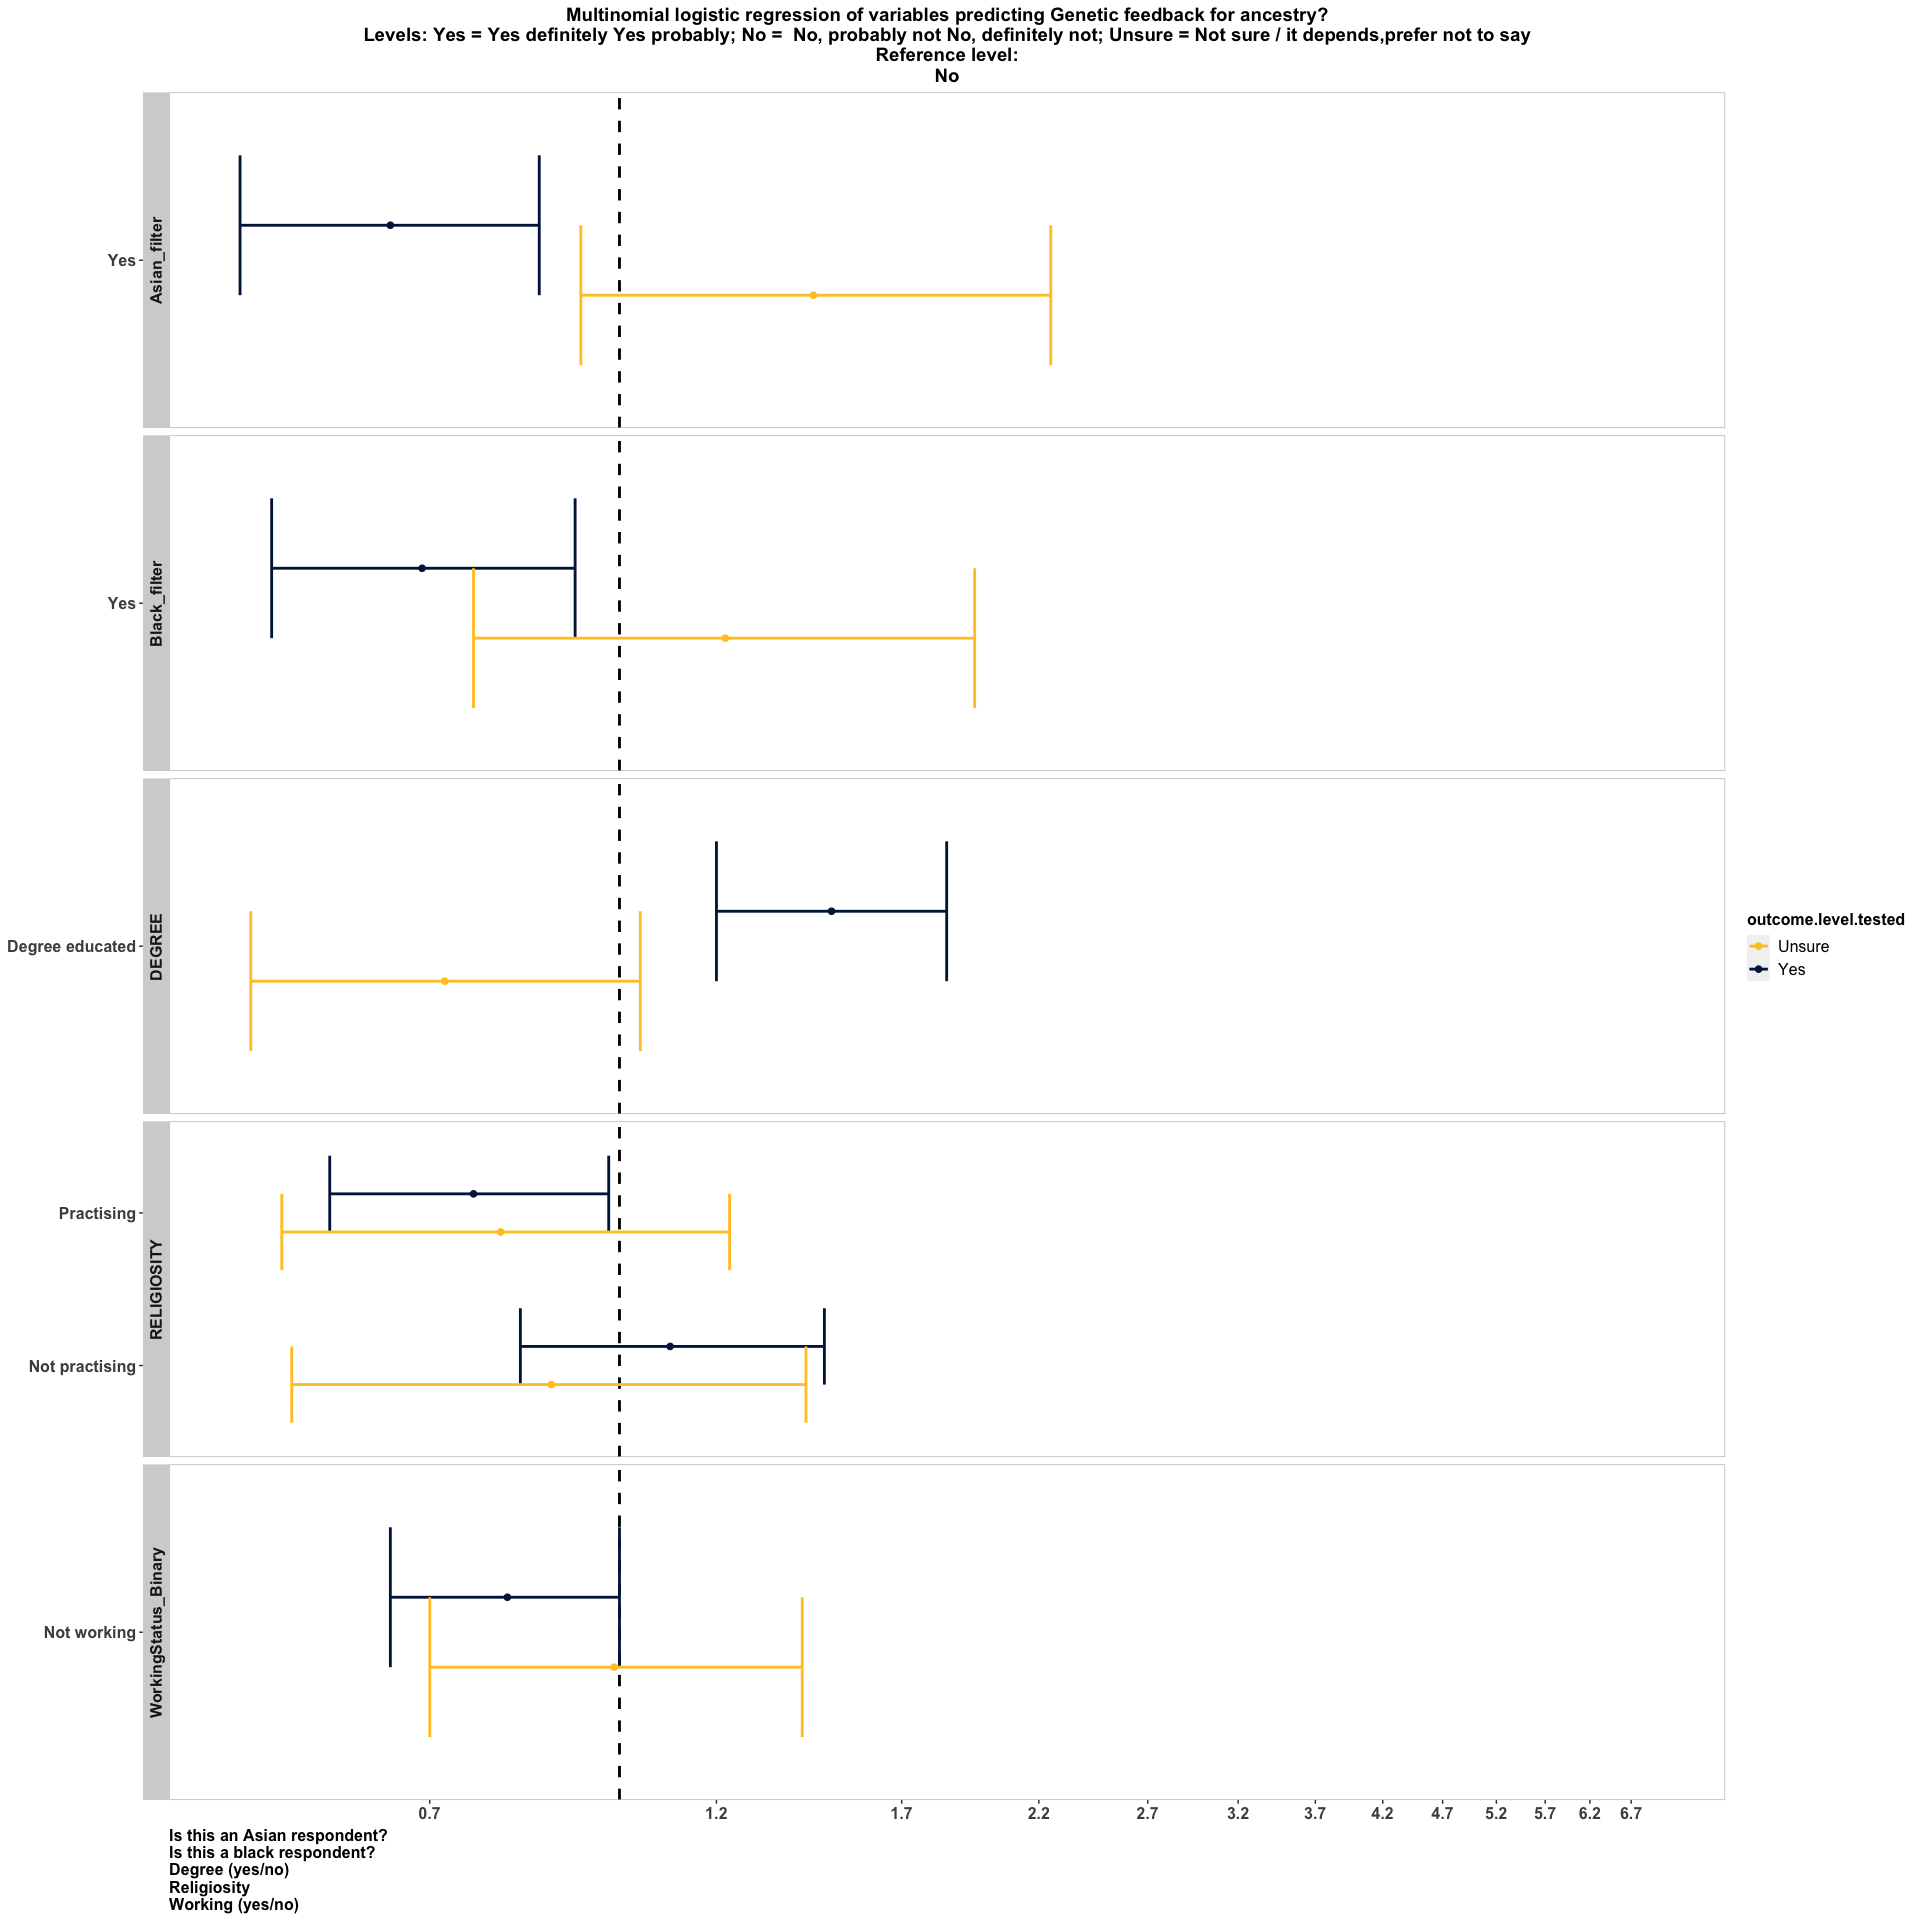 Multinomial logistic regression of variables predicting Genetic feedback for ancestry?
Levels: Yes = Yes definitely Yes probably; No =  No, probably not No, definitely not; Unsure = Not sure / it depends,prefer not to say
Reference level:
No
Asian_filter
Yes
Black_filter
Yes
DEGREE
Degree educated
RELIGIOSITY
Practising
Not practising
WorkingStatus_Binary
Not working
outcome.level.tested
Unsure
Yes
0.7 1.2 1.7 2.2 2.7 3.2 3.7 4.2 4.7 5.2 5.7 6.2 6.7
Is this an Asian respondent?
Is this a black respondent?
Degree (yes/no)
Religiosity
Working (yes/no)